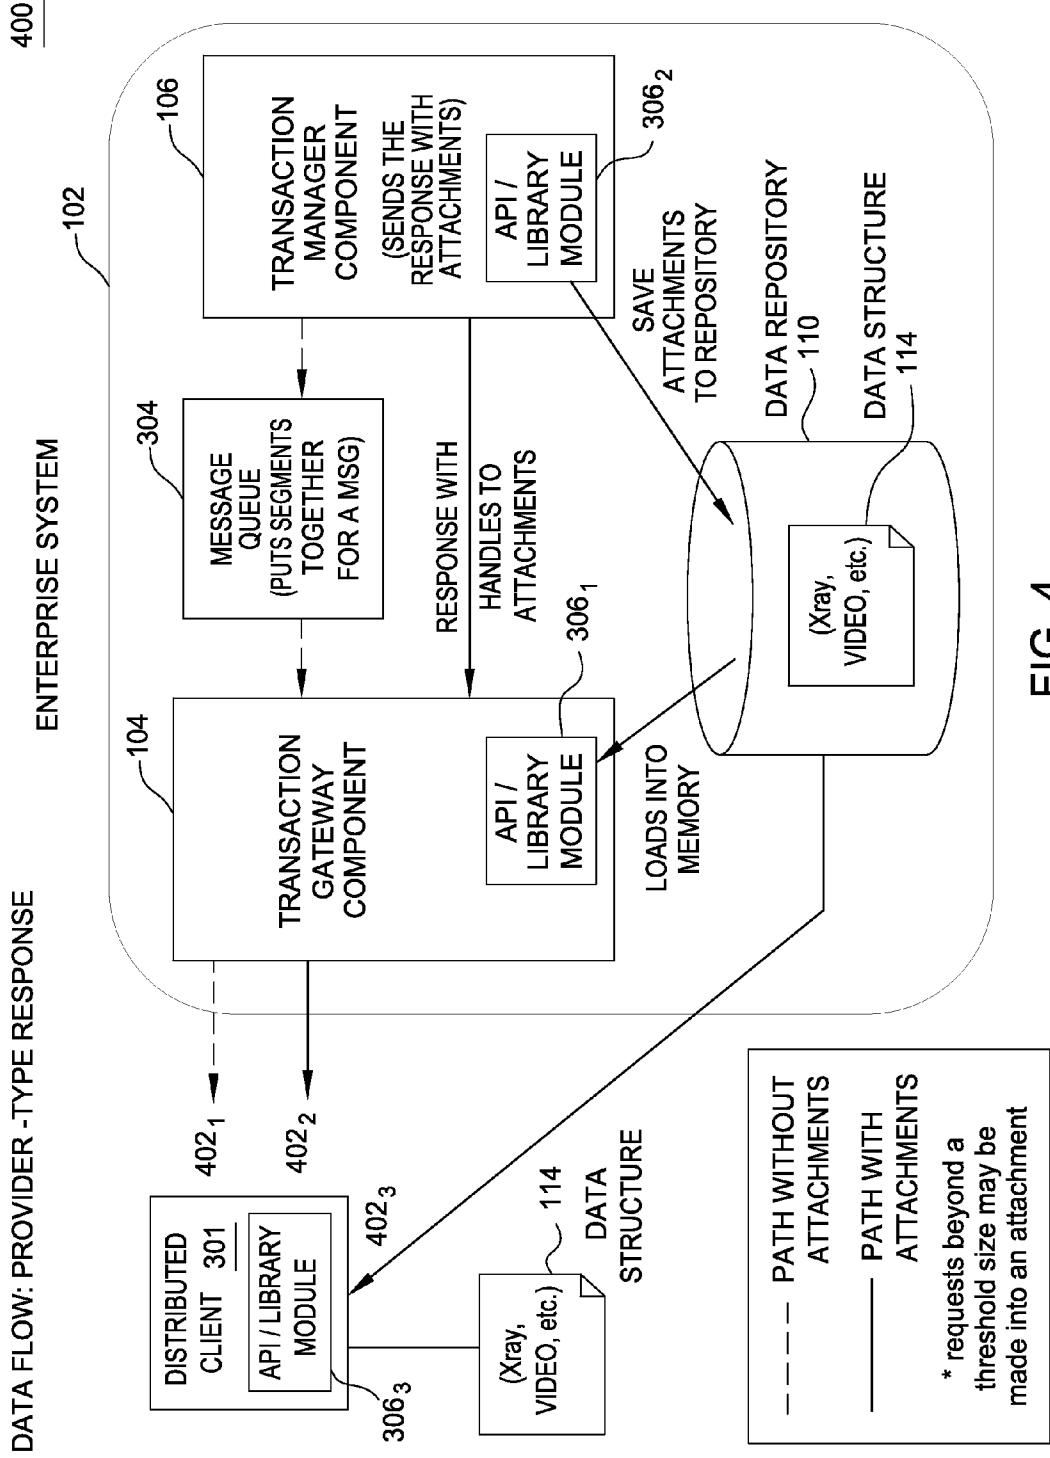 400
DATA FLOW: PROVIDER -TYPE RESPONSE
ENTERPRISE SYSTEM
102
DISTRIBUTED
CLIENT 301
API / LIBRARY
MODULE
306₃
402₁
402₂
402₃
(Xray,
VIDEO, etc.)
114
DATA
STRUCTURE
104
TRANSACTION
GATEWAY
COMPONENT
API /
LIBRARY
MODULE
306₁
304
MESSAGE
QUEUE
(PUTS SEGMENTS
TOGETHER
FOR A MSG)
RESPONSE WITH
HANDLES TO
ATTACHMENTS
106
TRANSACTION
MANAGER
COMPONENT
(SENDS THE
RESPONSE WITH
ATTACHMENTS)
API /
LIBRARY
MODULE
306₂
LOADS INTO
MEMORY
SAVE
ATTACHMENTS
TO REPOSITORY
DATA REPOSITORY
110
DATA STRUCTURE
114
(Xray,
VIDEO, etc.)
PATH WITHOUT
ATTACHMENTS
PATH WITH
ATTACHMENTS
* requests beyond a
threshold size may be
made into an attachment
FIG. 4